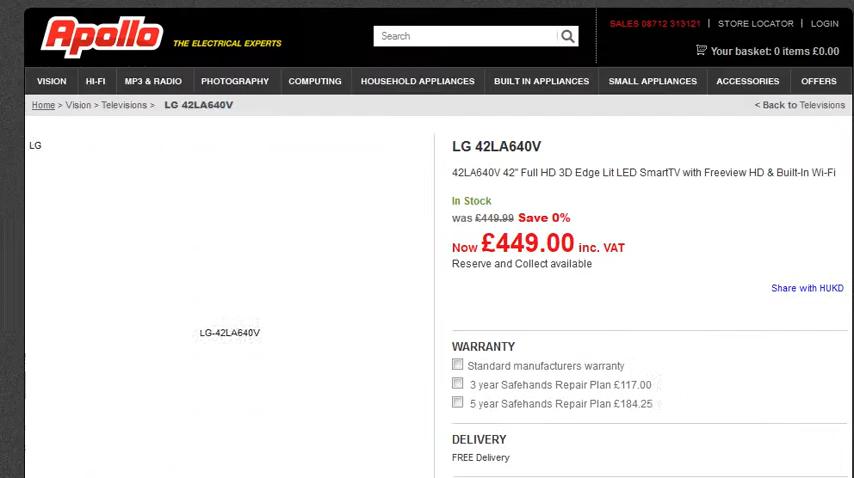 Apollo THE ELECTRICAL EXPERTS
Search
SALES 08712 313121 | STORE LOCATOR | LOGIN
Your basket: 0 items £0.00
VISION HI-FI MP3 & RADIO PHOTOGRAPHY COMPUTING HOUSEHOLD APPLIANCES BUILT IN APPLIANCES SMALL APPLIANCES ACCESSORIES OFFERS
Home > Vision > Televisions > LG 42LA640V
< Back to Televisions
LG
LG-42LA640V
LG 42LA640V
42LA640V 42" Full HD 3D Edge Lit LED SmartTV with Freeview HD & Built-In Wi-Fi
In Stock
was £449.99 Save 0%
Now £449.00 inc. VAT
Reserve and Collect available
Share with HUKD
WARRANTY
Standard manufacturers warranty
3 year Safehands Repair Plan £117.00
5 year Safehands Repair Plan £184.25
DELIVERY
FREE Delivery